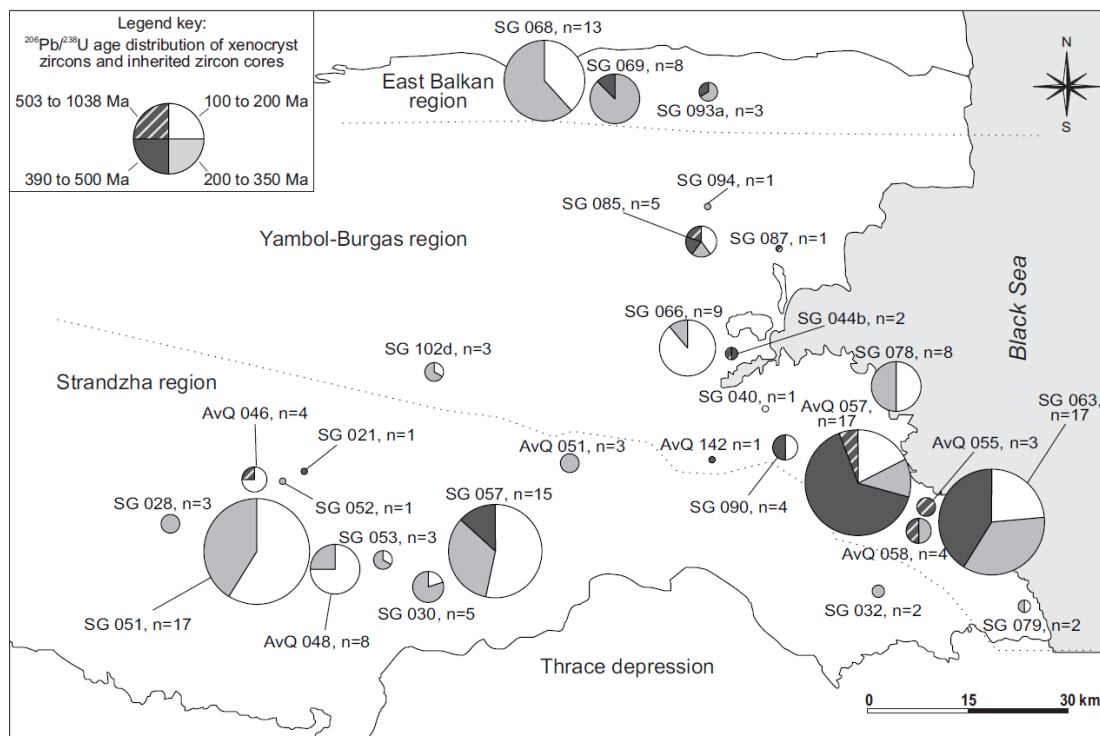 Legend key:
²⁰⁶Pb/²³⁸U age distribution of xenocryst
zircons and inherited zircon cores
503 to 1038 Ma
100 to 200 Ma
390 to 500 Ma
200 to 350 Ma
SG 068, n=13
SG 069, n=8
East Balkan
region
SG 093a, n=3
N
S
SG 094, n=1
SG 085, n=5
SG 087, n=1
Yambol-Burgas region
Black Sea
SG 066, n=9
SG 044b, n=2
SG 078, n=8
SG 102d, n=3
Strandzha region
SG 040, n=1
SG 063,
n=17
AvQ 046, n=4
AvQ 057,
n=17
SG 021, n=1
AvQ 051, n=3
AvQ 142 n=1
AvQ 055, n=3
SG 028, n=3
SG 052, n=1
SG 057, n=15
SG 090,
n=4
SG 053, n=3
AvQ 058, n=4
SG 051, n=17
AvQ 048, n=8
SG 030, n=5
SG 032, n=2
SG 079, n=2
Thrace depression
0 15 30 km